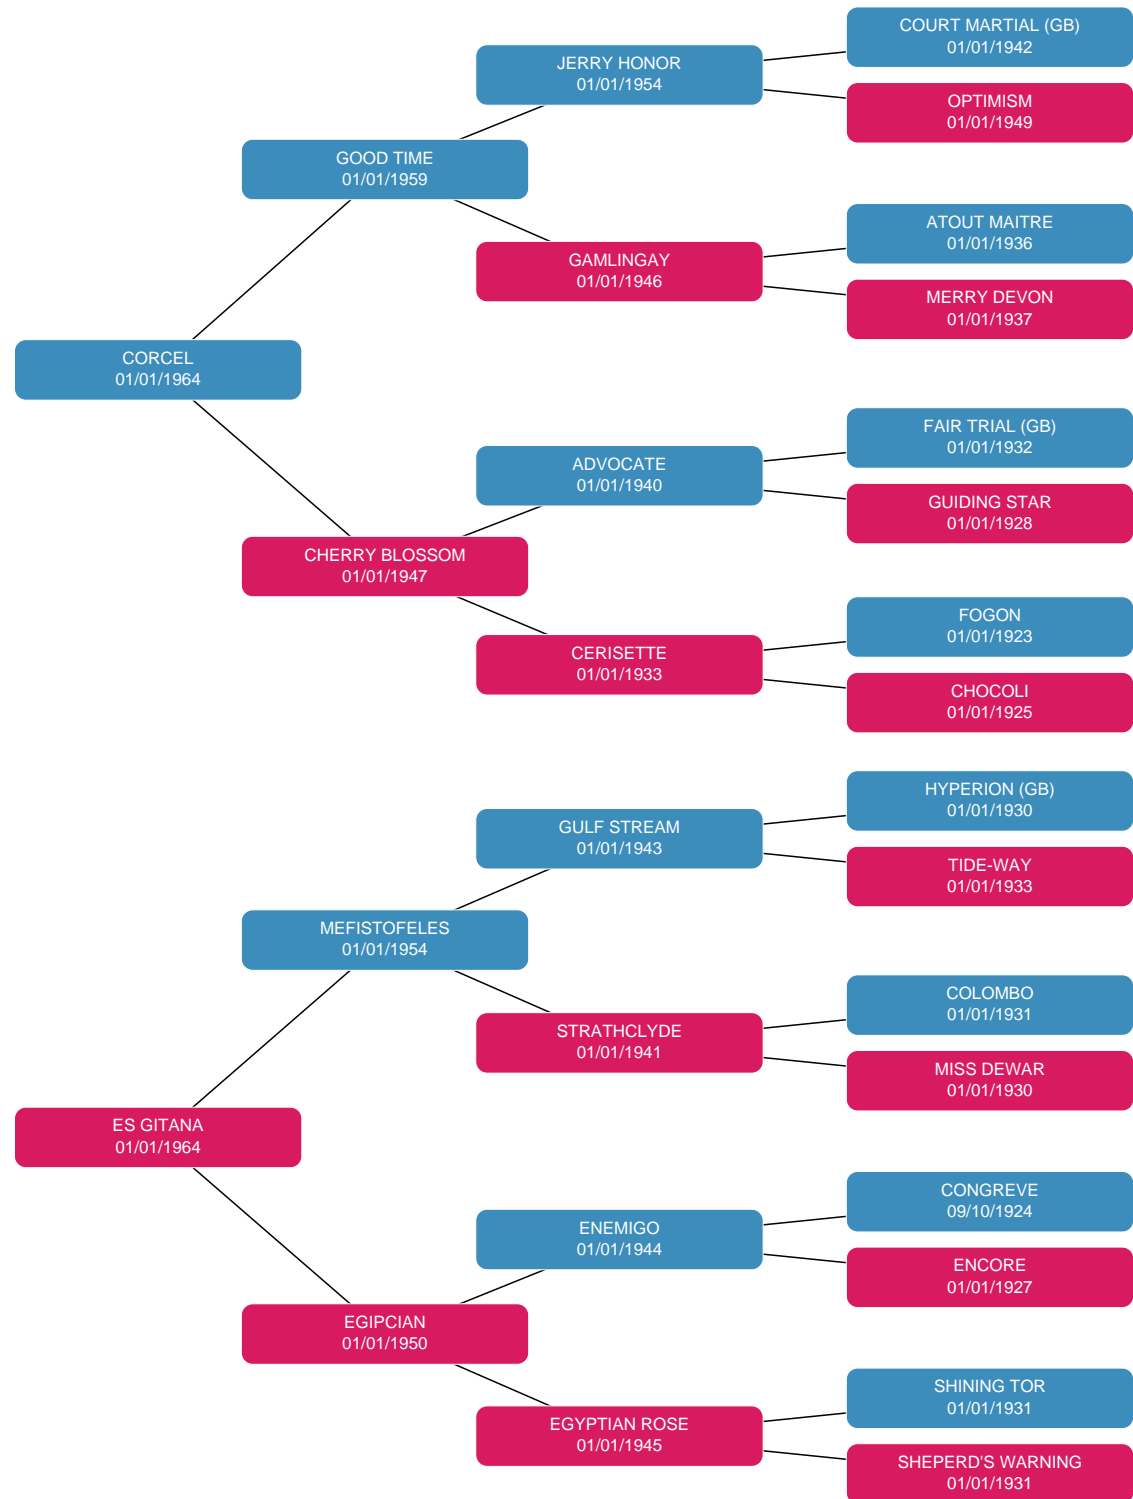 COURT MARTIAL (GB)
01/01/1942
JERRY HONOR
01/01/1954
OPTIMISM
01/01/1949
GOOD TIME
01/01/1959
ATOUT MAITRE
01/01/1936
GAMLINGAY
01/01/1946
MERRY DEVON
01/01/1937
CORCEL
01/01/1964
FAIR TRIAL (GB)
01/01/1932
ADVOCATE
01/01/1940
GUIDING STAR
01/01/1928
CHERRY BLOSSOM
01/01/1947
FOGON
01/01/1923
CERISETTE
01/01/1933
CHOCOLI
01/01/1925
HYPERION (GB)
01/01/1930
GULF STREAM
01/01/1943
TIDE-WAY
01/01/1933
MEFISTOFELES
01/01/1954
COLOMBO
01/01/1931
STRATHCLYDE
01/01/1941
MISS DEWAR
01/01/1930
ES GITANA
01/01/1964
CONGREVE
09/10/1924
ENEMIGO
01/01/1944
ENCORE
01/01/1927
EGIPCIAN
01/01/1950
SHINING TOR
01/01/1931
EGYPTIAN ROSE
01/01/1945
SHEPERD'S WARNING
01/01/1931